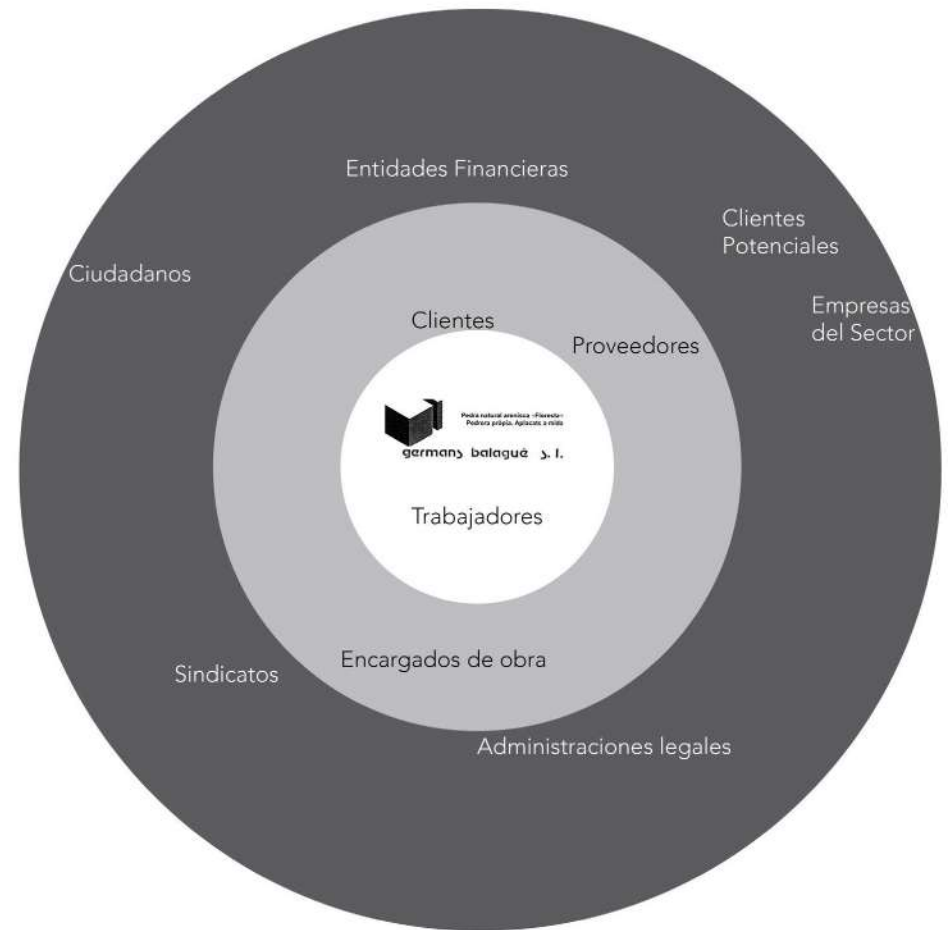 Entidades Financieras
Clientes
Potenciales
Ciudadanos
Empresas
del Sector
Clientes
Proveedores
Pedra natural arenisca «Floresta»
Pedrera pròpia. Aplacats a mida
germans balagué s. l.
Trabajadores
Encargados de obra
Sindicatos
Administraciones legales